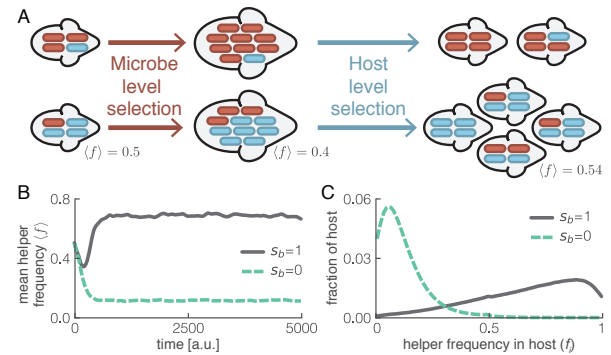 A
Microbe
level
selection
Host
level
selection
⟨f⟩ = 0.5
⟨f⟩ = 0.4
⟨f⟩ = 0.54
B
mean helper
frequency ⟨f⟩
0.8
0.4
0.0
0
2500
5000
time [a.u.]
s_b=1
s_b=0
C
fraction of host
0.06
0.03
0.00
0
0.5
1
helper frequency in host (f_i)
s_b=1
s_b=0